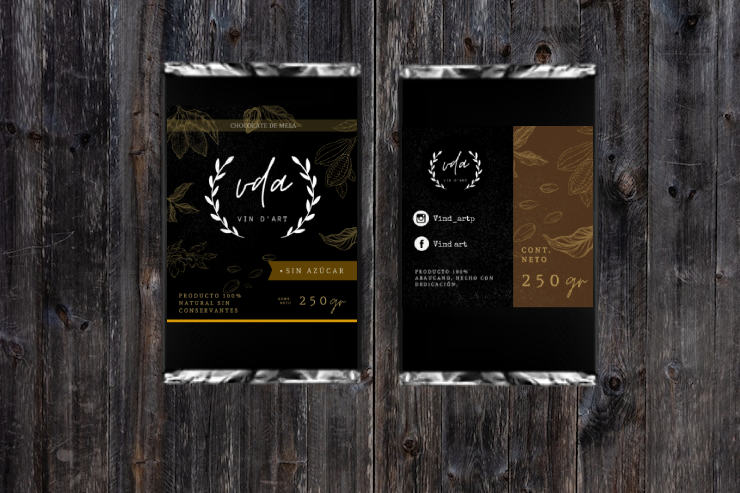 CHOCOLATE DE MESA
vda
VIN D'ART
• SIN AZÚCAR
PRODUCTO 100%
NATURAL SIN
CONSERVANTES
CONT.
NETO
250 gr
vda
VIN D'ART
Vind_artp
Vind art
PRODUCTO 100%
ARAUCANO, HECHO CON
DEDICACIÓN.
CONT.
NETO
250 gr